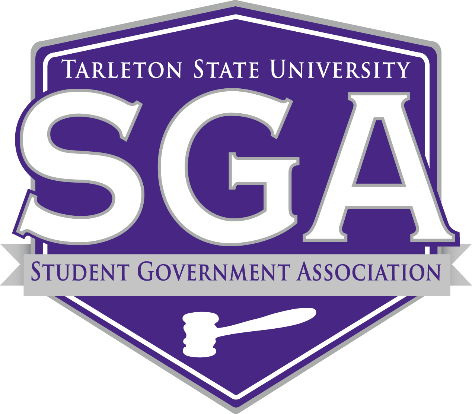 TARLETON STATE UNIVERSITY
SGA
STUDENT GOVERNMENT ASSOCIATION